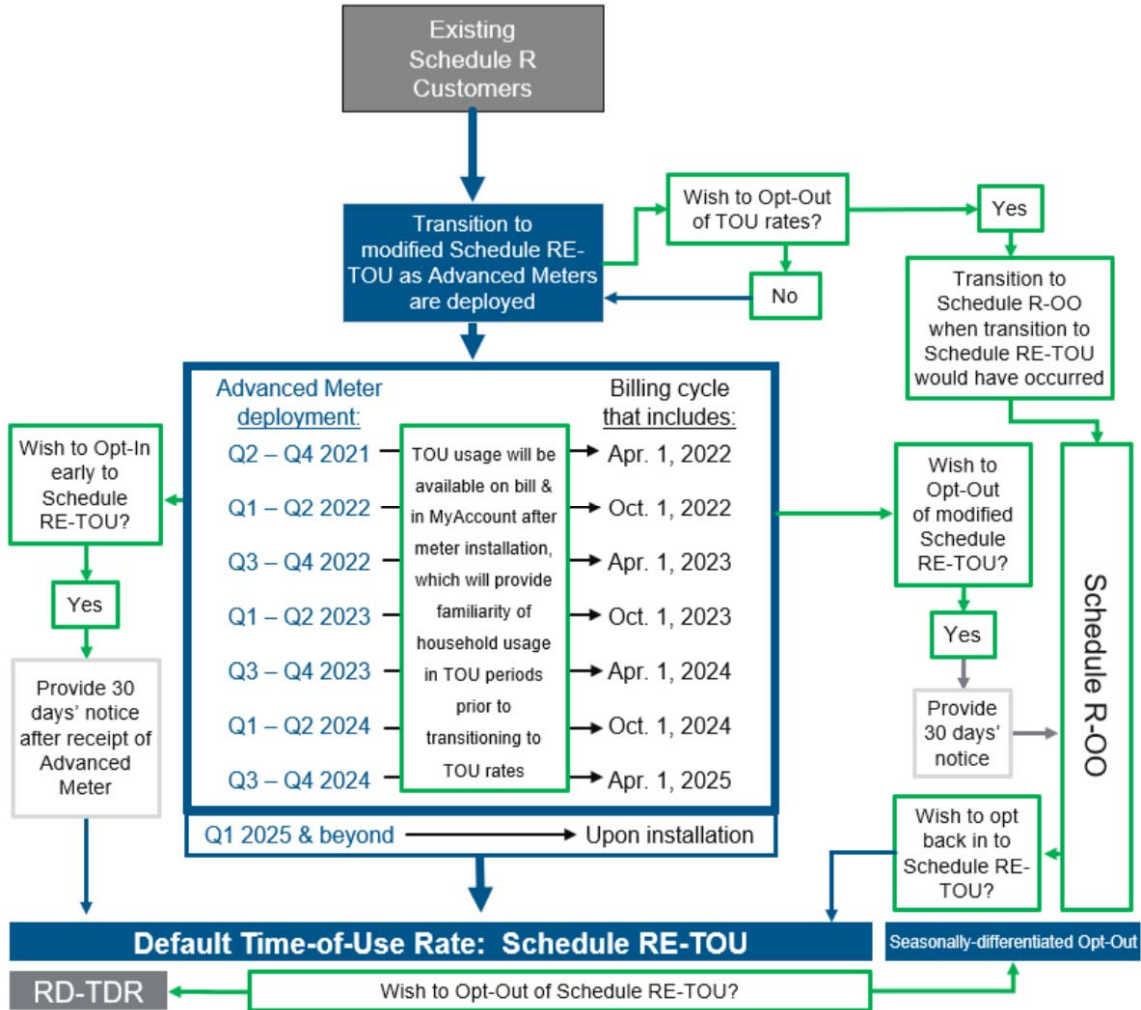 Existing
Schedule R
Customers
Transition to
modified Schedule RE-
TOU as Advanced Meters
are deployed
Wish to Opt-Out
of TOU rates?
Yes
No
Transition to
Schedule R-OO
when transition to
Schedule RE-TOU
would have occurred
Wish to Opt-In
early to
Schedule
RE-TOU?
Yes
Provide 30
days’ notice
after receipt of
Advanced
Meter
Advanced Meter
deployment:
Q2 – Q4 2021
Q1 – Q2 2022
Q3 – Q4 2022
Q1 – Q2 2023
Q3 – Q4 2023
Q1 – Q2 2024
Q3 – Q4 2024
TOU usage will be
available on bill &
in MyAccount after
meter installation,
which will provide
familiarity of
household usage
in TOU periods
prior to
transitioning to
TOU rates
Billing cycle
that includes:
Apr. 1, 2022
Oct. 1, 2022
Apr. 1, 2023
Oct. 1, 2023
Apr. 1, 2024
Oct. 1, 2024
Apr. 1, 2025
Q1 2025 & beyond
Upon installation
Wish to
Opt-Out
of modified
Schedule
RE-TOU?
Yes
Provide
30 days’
notice
Schedule R-OO
Wish to opt
back in to
Schedule RE-
TOU?
Default Time-of-Use Rate: Schedule RE-TOU
Seasonally-differentiated Opt-Out
RD-TDR
Wish to Opt-Out of Schedule RE-TOU?